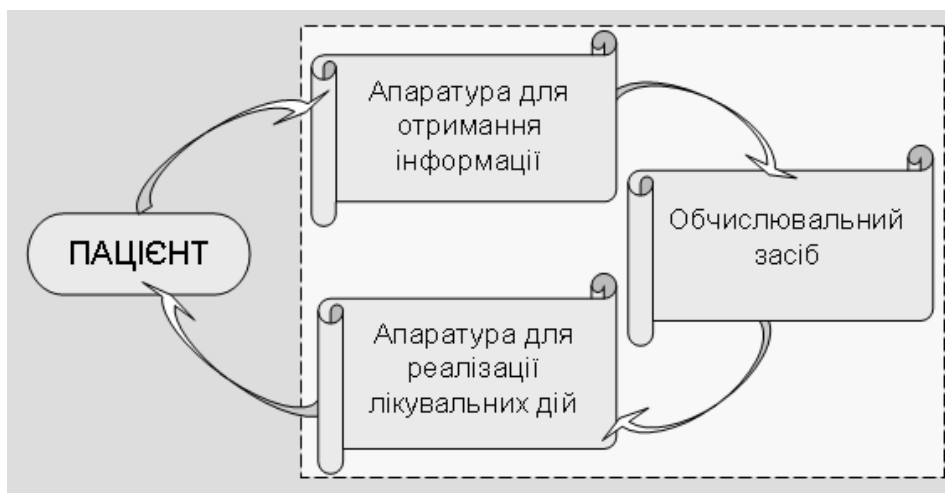 Апаратура для
отримання
інформації
Обчислювальний
засіб
ПАЦІЄНТ
Апаратура для
реалізації
лікувальних дій